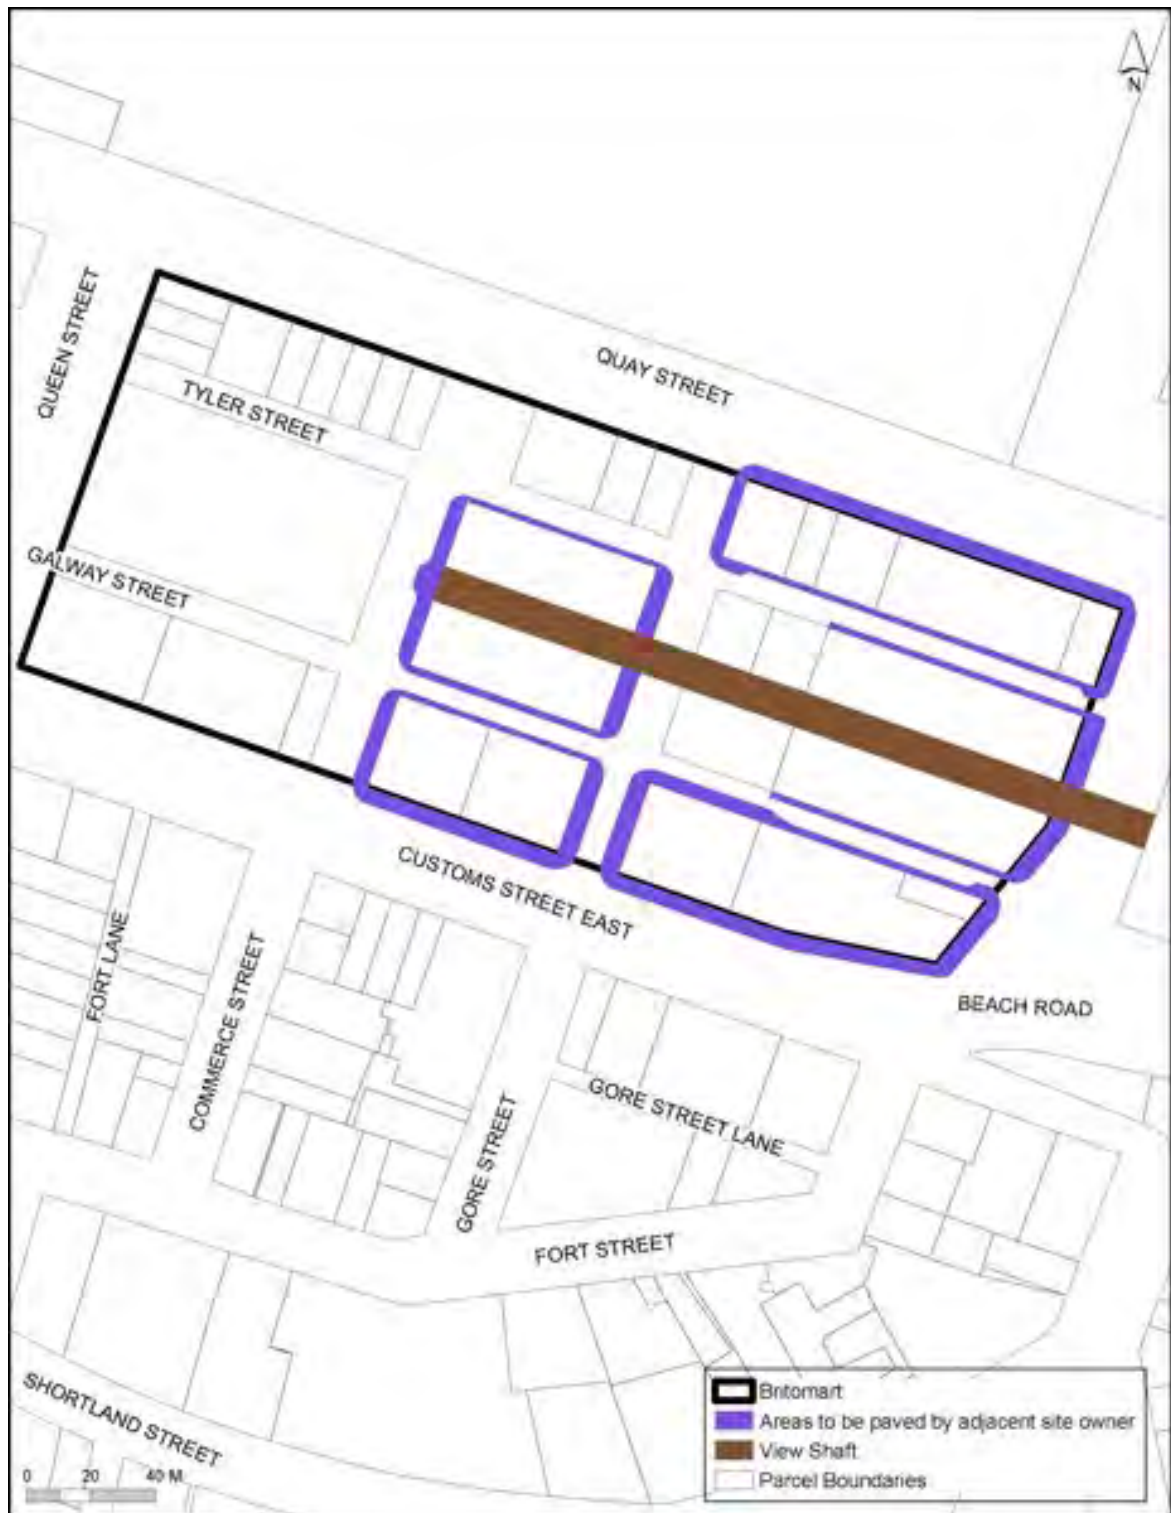 N
QUAY STREET
QUEEN STREET
TYLER STREET
GALWAY STREET
CUSTOMS STREET EAST
FORT LANE
COMMERCE STREET
BEACH ROAD
GORE STREET LANE
GORE STREET
FORT STREET
SHORTLAND STREET
Britomart
Areas to be paved by adjacent site owner
View Shaft
Parcel Boundaries
0 20 40 M